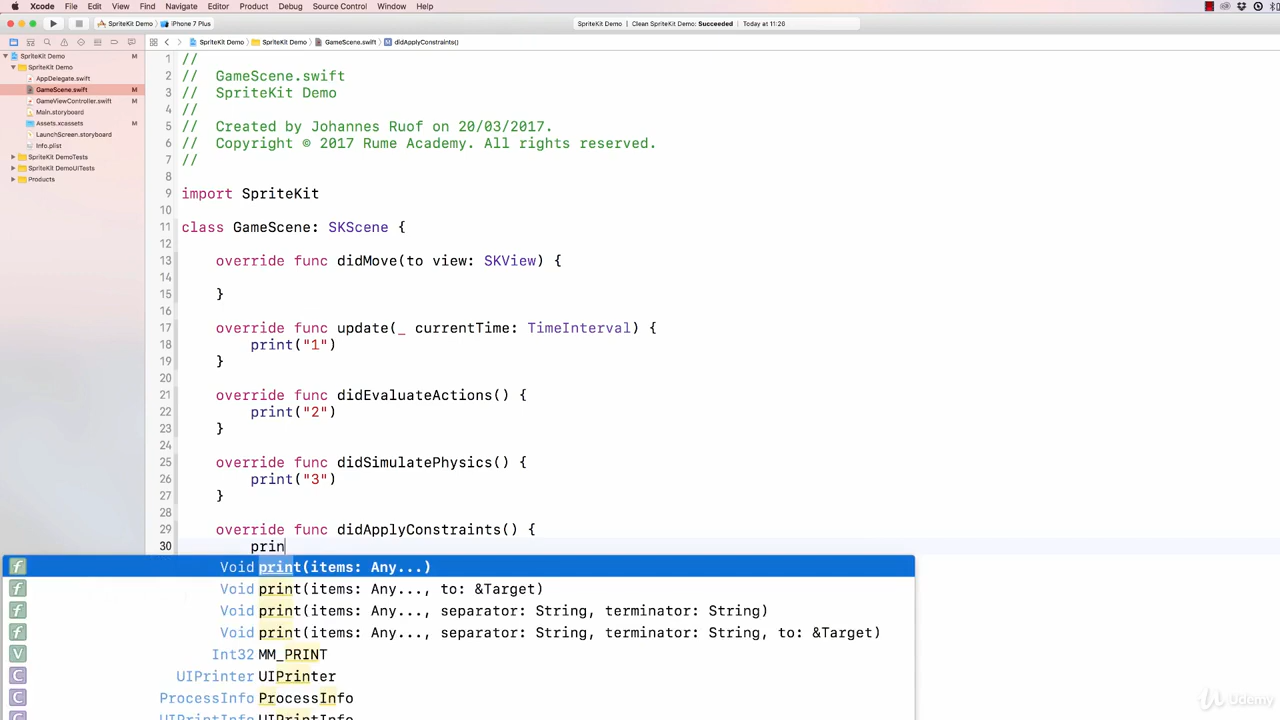 Xcode File Edit View Find Navigate Editor Product Debug Source Control Window Help
SpriteKit Demo iPhone 7 Plus
SpriteKit Demo | Clean SpriteKit Demo: Succeeded | Today at 11:26
SpriteKit Demo SpriteKit Demo GameScene.swift M didApplyConstraints()
SpriteKit Demo M
SpriteKit Demo
AppDelegate.swift
GameScene.swift M
GameViewController.swift M
Main.storyboard
Assets.xcassets M
LaunchScreen.storyboard
Info.plist
SpriteKit DemoTests
SpriteKit DemoUITests
Products
1 //
2 // GameScene.swift
3 // SpriteKit Demo
4 //
5 // Created by Johannes Ruof on 20/03/2017.
6 // Copyright © 2017 Rume Academy. All rights reserved.
7 //
8
9 import SpriteKit
10
11 class GameScene: SKScene {
12
13 override func didMove(to view: SKView) {
14
15 }
16
17 override func update(_ currentTime: TimeInterval) {
18 print("1")
19 }
20
21 override func didEvaluateActions() {
22 print("2")
23 }
24
25 override func didSimulatePhysics() {
26 print("3")
27 }
28
29 override func didApplyConstraints() {
30 prin
f Void print(items: Any...)
f Void print(items: Any..., to: &Target)
f Void print(items: Any..., separator: String, terminator: String)
f Void print(items: Any..., separator: String, terminator: String, to: &Target)
V Int32 MM_PRINT
C UIPrinter UIPrinter
C ProcessInfo ProcessInfo
UIPrintInfo UIPrintInfo
Udemy